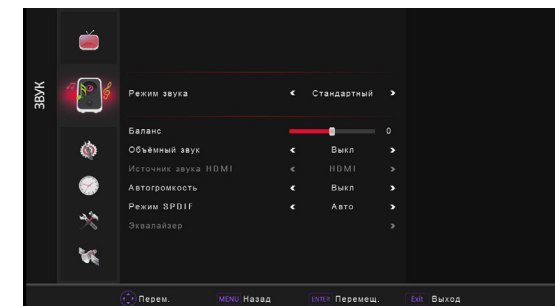 ЗВУК
Режим звука Стандартный
Баланс 0
Объёмный звук Выкл
Источник звука HDMI HDMI
Автогромкость Выкл
Режим SPDIF Авто
Эквалайзер
Перем. MENU Назад ENTER Перемещ. Exit Выход